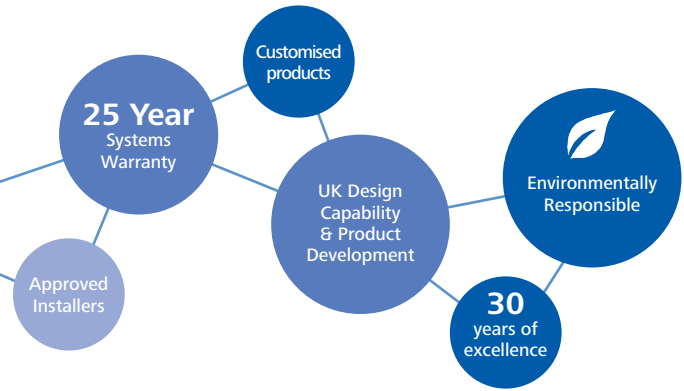 Customised
products
25 Year
Systems
Warranty
UK Design
Capability
& Product
Development
Environmentally
Responsible
Approved
Installers
30
years of
excellence